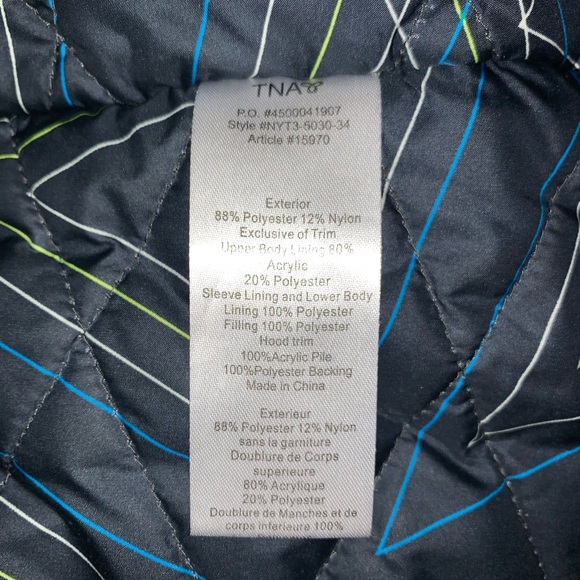 TNA
P.O. #4500041907
Style #NYT3-5030-34
Article #15970
Exterior
88% Polyester 12% Nylon
Exclusive of Trim
Upper Body Lining 80%
Acrylic
20% Polyester
Sleeve Lining and Lower Body
Lining 100% Polyester
Filling 100% Polyester
Hood trim
100%Acrylic Pile
100%Polyester Backing
Made in China
Exterieur
88% Polyester 12% Nylon
sans la garniture
Doublure de Corps
superieure
80% Acrylique
20% Polyester
Doublure de Manches et de
corps inferieure 100%